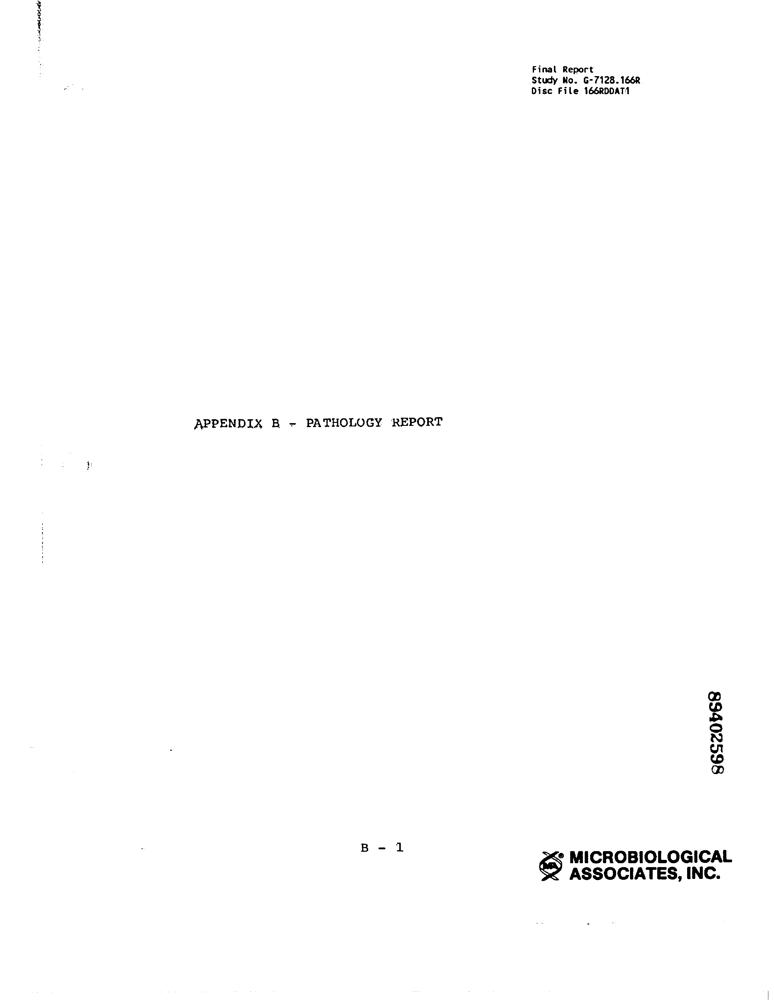 Final Report
Study No. G-7128.166R
Disc File 166RDDAT1
APPENDIX B - PATHOLOGY REPORT
89402598
B - 1
MICROBIOLOGICAL
ASSOCIATES, INC.